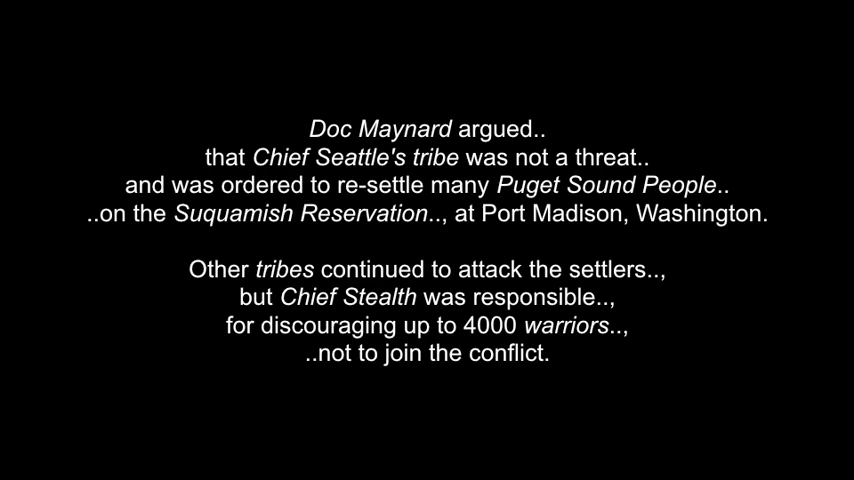 Doc Maynard argued..
that Chief Seattle's tribe was not a threat..
and was ordered to re-settle many Puget Sound People..
..on the Suquamish Reservation.., at Port Madison, Washington.
Other tribes continued to attack the settlers..,
but Chief Stealth was responsible..,
for discouraging up to 4000 warriors..,
..not to join the conflict.